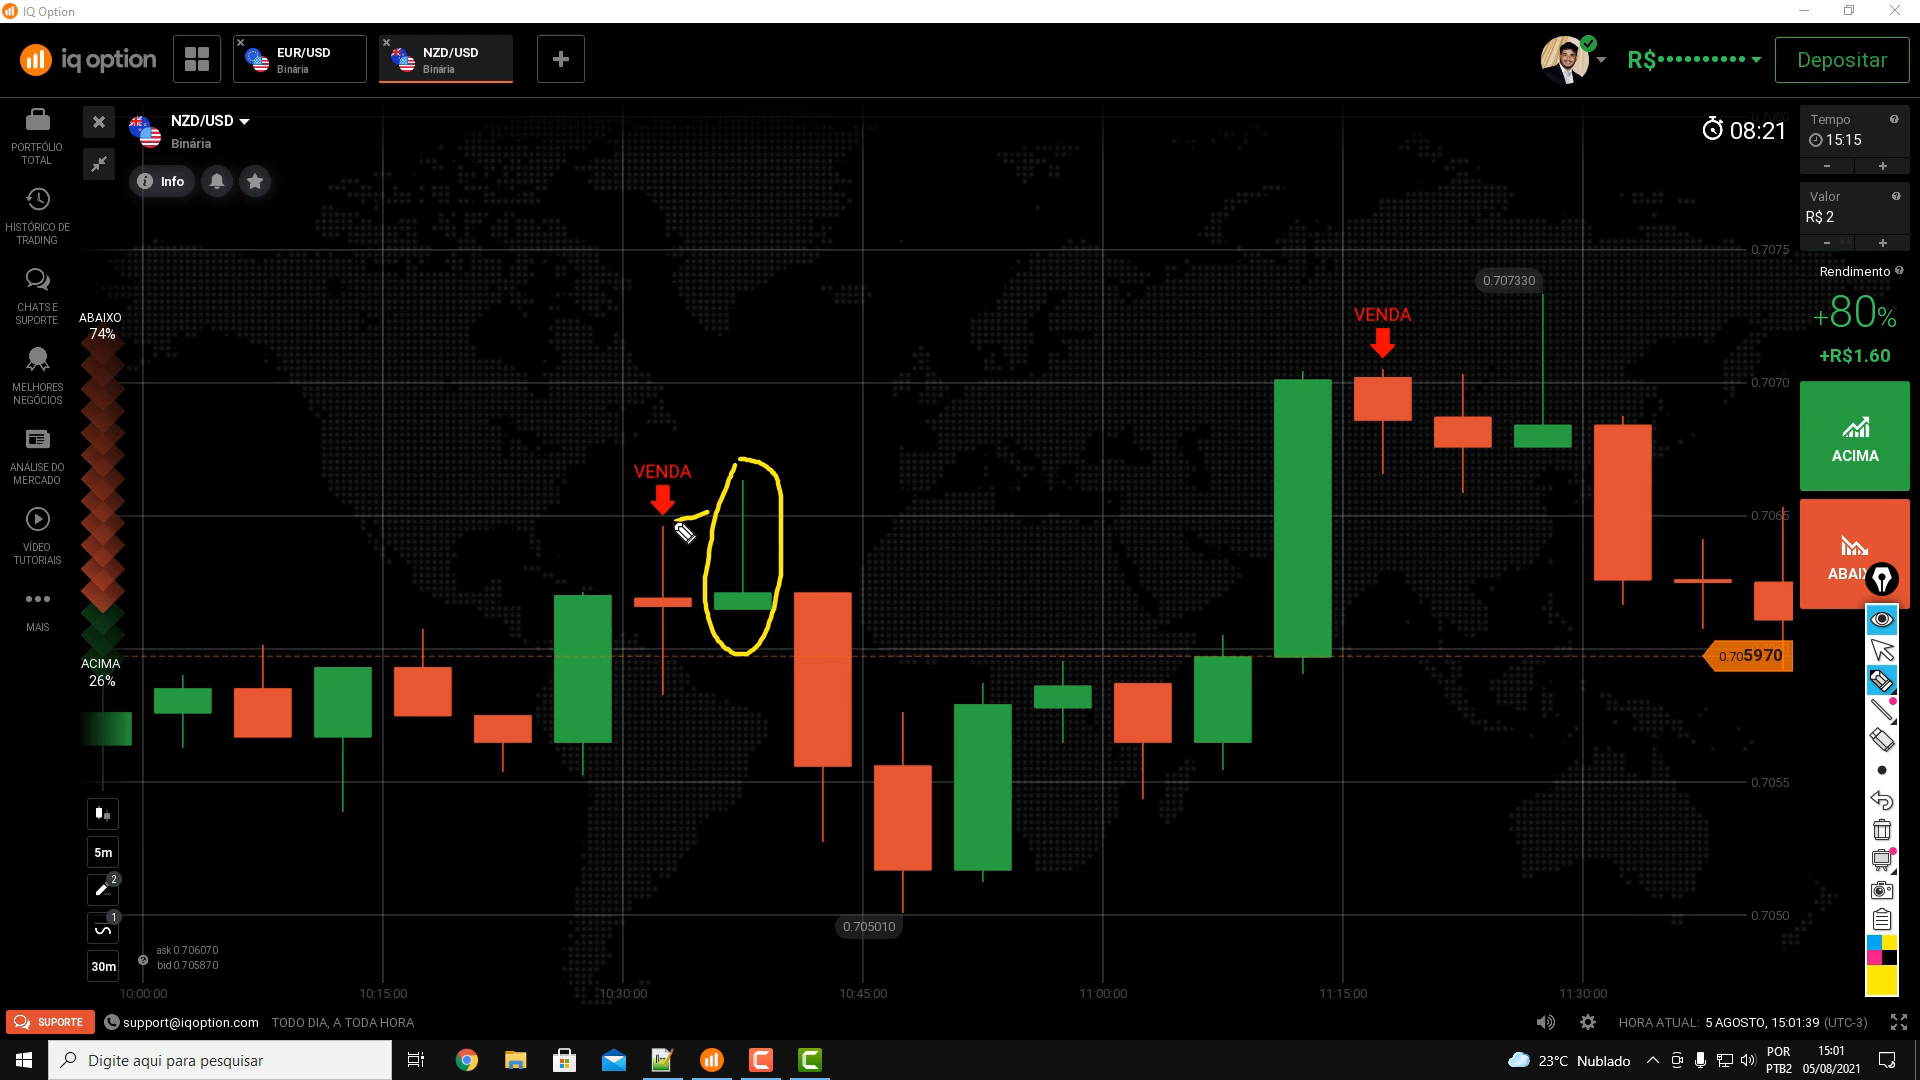 IQ Option
iq option
EUR/USD
Binária
NZD/USD
Binária
R$
Depositar
PORTFÓLIO
TOTAL
HISTÓRICO DE
TRADING
CHATS E
SUPORTE
MELHORES
NEGÓCIOS
ANÁLISE DO
MERCADO
VÍDEO
TUTORIAIS
MAIS
NZD/USD
Binária
Info
ABAIXO
74%
ACIMA
26%
VENDA
VENDA
0.707330
0.705010
08:21
Tempo
15:15
Valor
R$ 2
Rendimento
+80%
+R$1.60
ACIMA
ABAI
0.7075
0.7070
0.7065
0.705970
0.7055
0.7050
5m
2
1
30m
ask 0.706070
bid 0.705870
10:00:00
10:15:00
10:30:00
10:45:00
11:00:00
11:15:00
11:30:00
SUPORTE
support@iqoption.com
TODO DIA, A TODA HORA
HORA ATUAL: 5 AGOSTO, 15:01:39 (UTC-3)
Digite aqui para pesquisar
23°C Nublado
POR
PTB2
15:01
05/08/2021